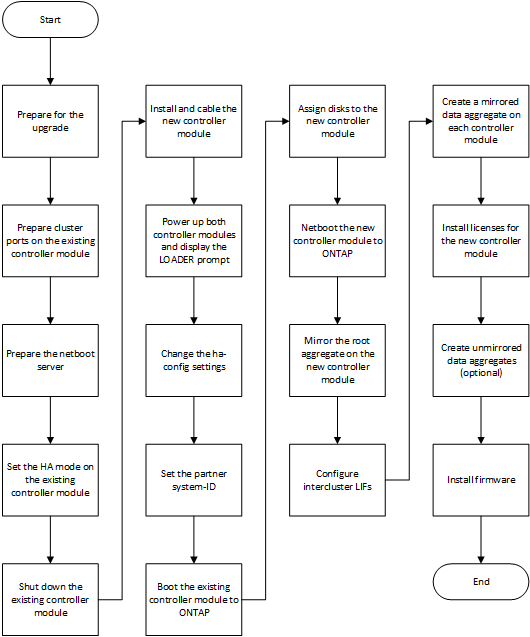 Start
Prepare for the
upgrade
Prepare cluster
ports on the existing
controller module
Prepare the netboot
server
Set the HA mode on
the existing
controller module
Shut down the
existing controller
module
Install and cable the
new controller
module
Power up both
controller modules
and display the
LOADER prompt
Change the ha-
config settings
Set the partner
system-ID
Boot the existing
controller module to
ONTAP
Assign disks to the
new controller
module
Netboot the new
controller module to
ONTAP
Mirror the root
aggregate on the
new controller
module
Configure
intercluster LIFs
Create a mirrored
data aggregate on
each controller
module
Install licenses for
the new controller
module
Create unmirrored
data aggregates
(optional)
Install firmware
End